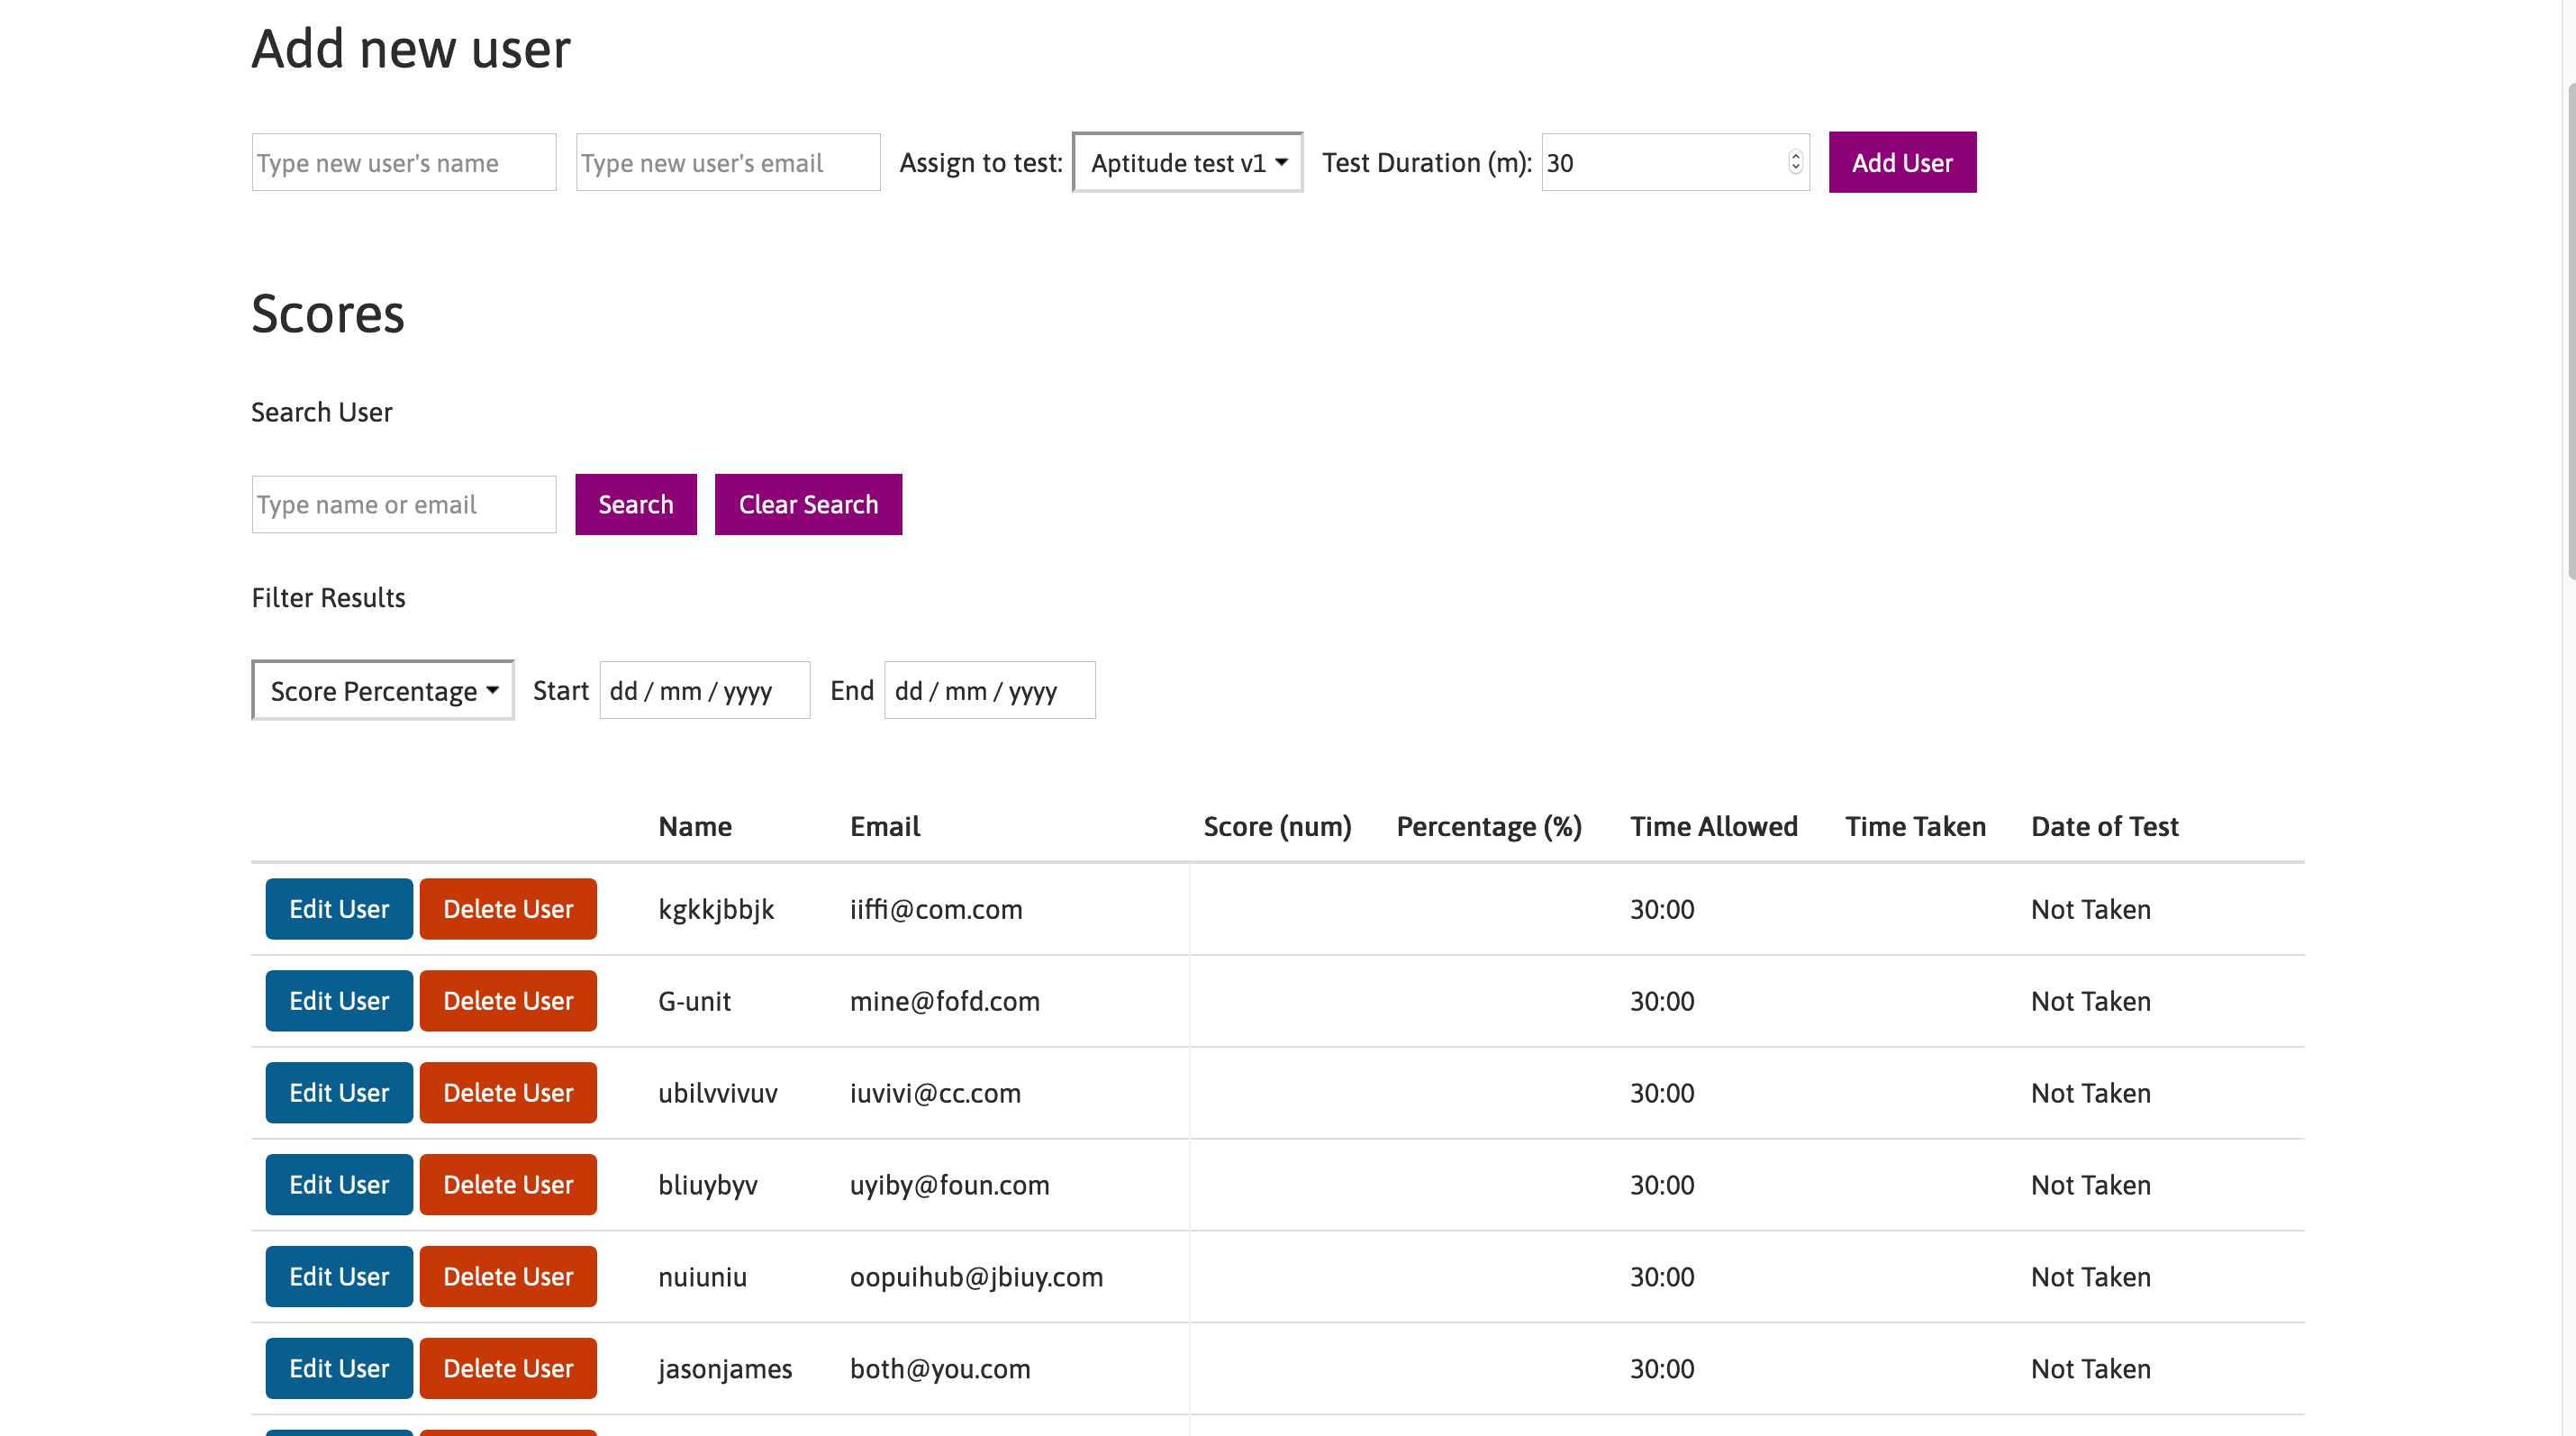 Add new user
Type new user's name Type new user's email Assign to test: Aptitude test v1 Test Duration (m): 30 Add User
Scores
Search User
Type name or email Search Clear Search
Filter Results
Score Percentage Start dd / mm / yyyy End dd / mm / yyyy
Name Email Score (num) Percentage (%) Time Allowed Time Taken Date of Test
Edit User Delete User kgkkjbbjk iiffi@com.com 30:00 Not Taken
Edit User Delete User G-unit mine@fofd.com 30:00 Not Taken
Edit User Delete User ubilvvivuv iuvivi@cc.com 30:00 Not Taken
Edit User Delete User bliuybyv uyiby@foun.com 30:00 Not Taken
Edit User Delete User nuiuniu oopuihub@jbiuy.com 30:00 Not Taken
Edit User Delete User jasonjames both@you.com 30:00 Not Taken